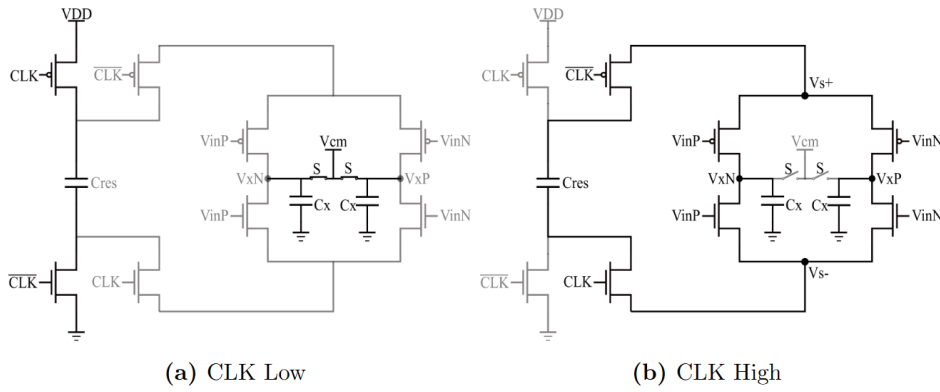 VDD
CLK
CLK
Vcm
VinP
VinN
S
S
VxN
VxP
Cres
Cx
Cx
VinP
VinN
CLK
CLK
(a) CLK Low
VDD
CLK
CLK
Vs+
VinP
VinN
Vcm
S
S
VxN
VxP
Cres
Cx
Cx
VinP
VinN
CLK
CLK
Vs-
(b) CLK High